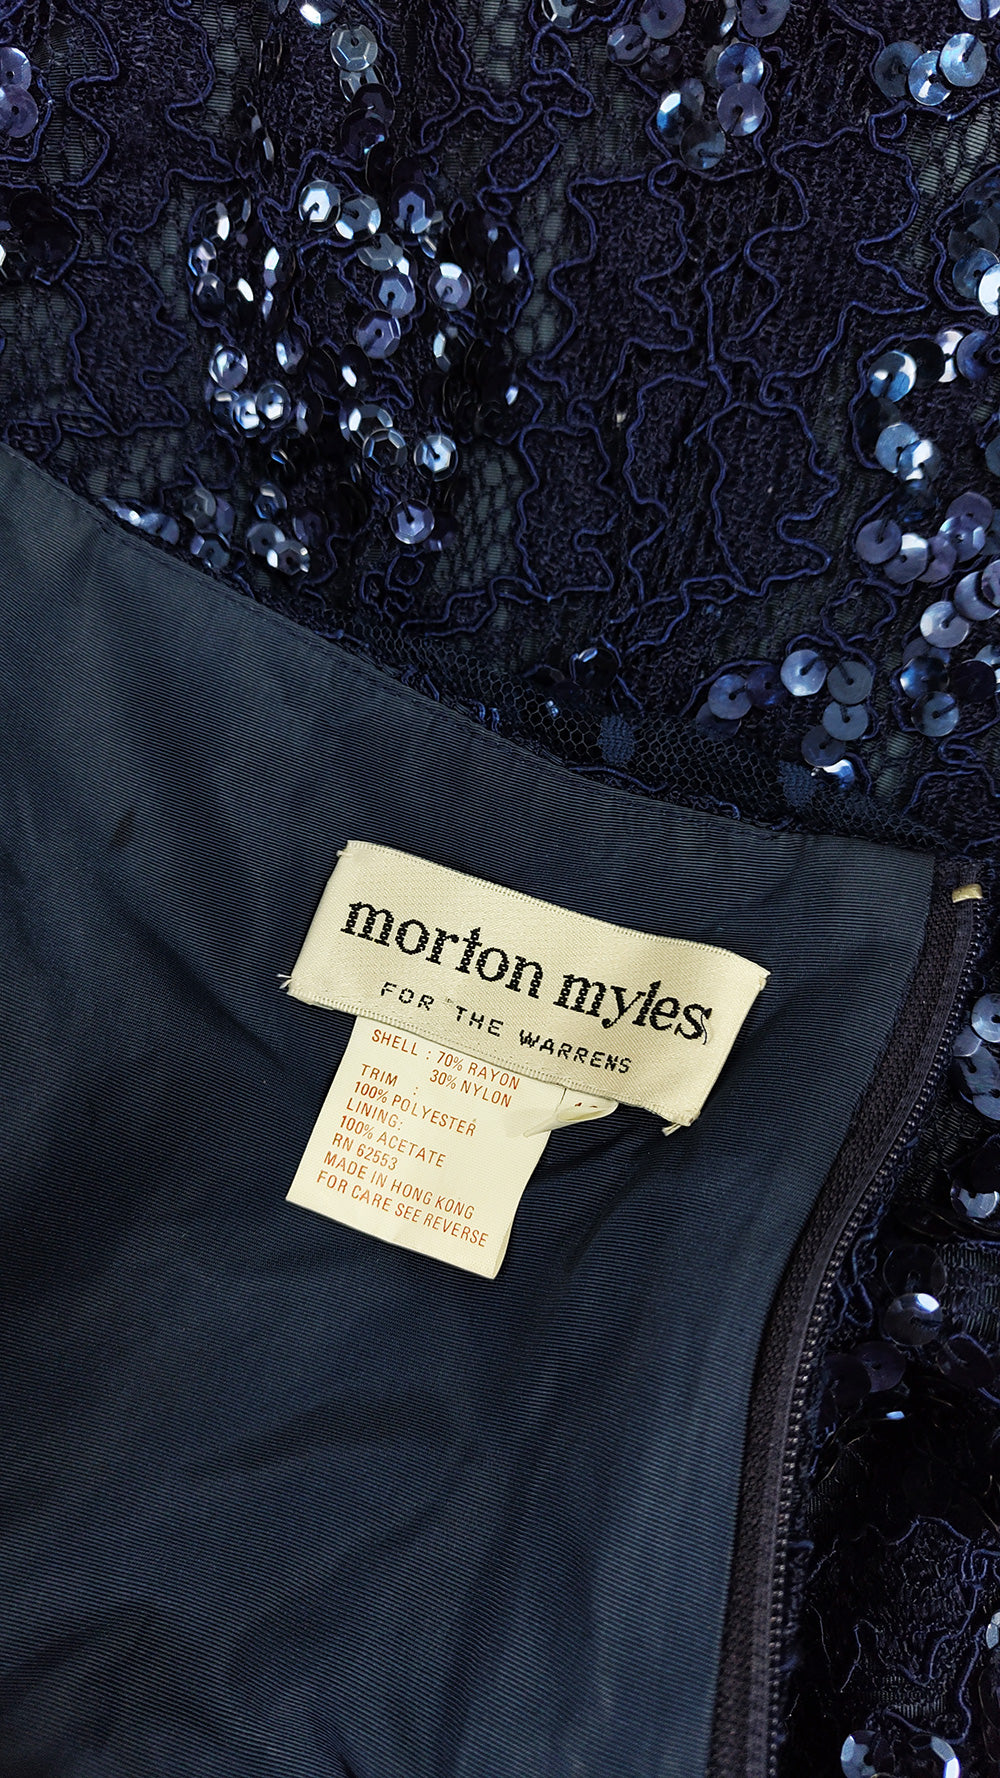 morton myles
FOR THE WARRENS
SHELL : 70% RAYON
30% NYLON
TRIM :
100% POLYESTER
LINING:
100% ACETATE
RN 62553
MADE IN HONG KONG
FOR CARE SEE REVERSE